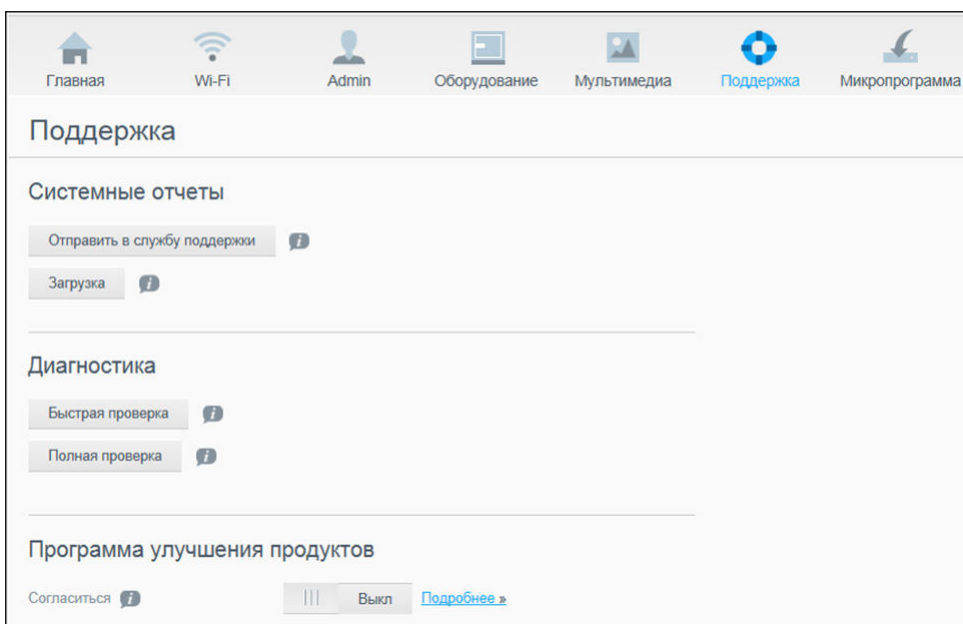 Главная Wi-Fi Admin Оборудование Мультимедиа Поддержка Микропрограмма
Поддержка
Системные отчеты
Отправить в службу поддержки
Загрузка
Диагностика
Быстрая проверка
Полная проверка
Программа улучшения продуктов
Согласиться Выкл Подробнее »